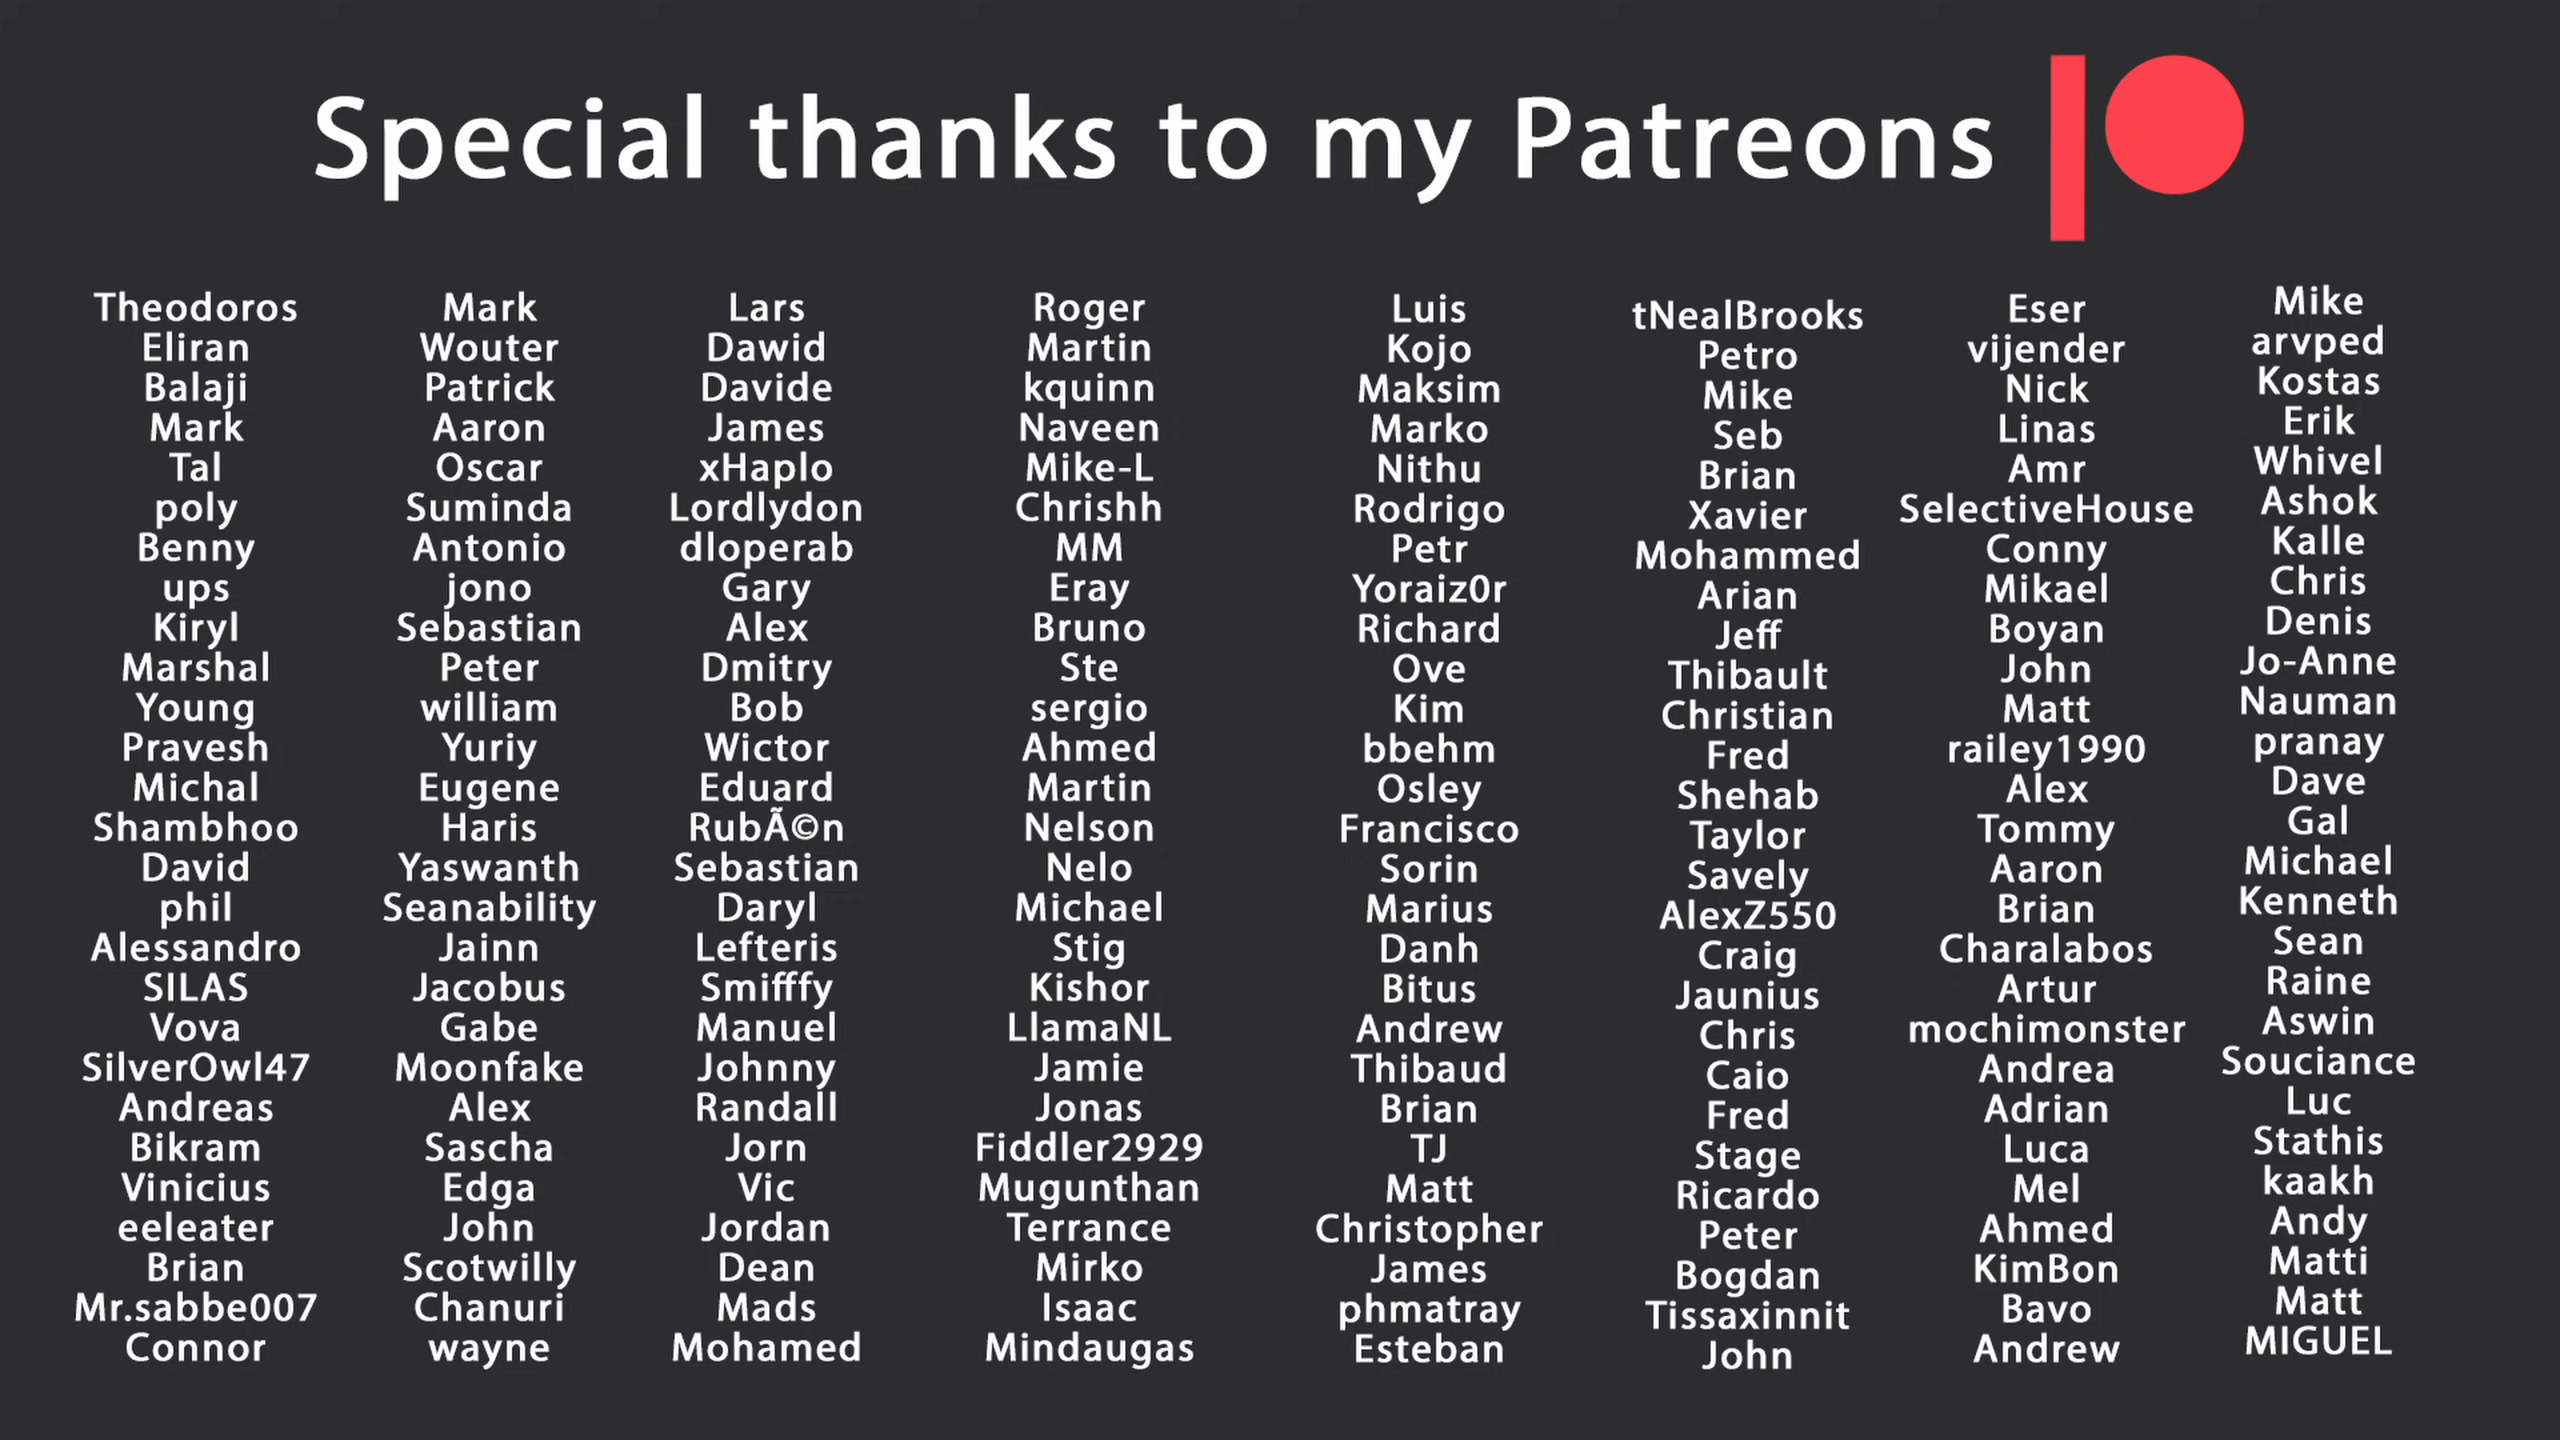 Special thanks to my Patreons
Theodoros
Eliran
Balaji
Mark
Tal
poly
Benny
ups
Kiryl
Marshal
Young
Pravesh
Michal
Shambhoo
David
phil
Alessandro
SILAS
Vova
SilverOwl47
Andreas
Bikram
Vinicius
eeleater
Brian
Mr.sabbe007
Connor
Mark
Wouter
Patrick
Aaron
Oscar
Suminda
Antonio
jono
Sebastian
Peter
william
Yuriy
Eugene
Haris
Yaswanth
Seanability
Jainn
Jacobus
Gabe
Moonfake
Alex
Sascha
Edga
John
Scotwilly
Chanuri
wayne
Lars
Dawid
Davide
James
xHaplo
Lordlydon
dloperab
Gary
Alex
Dmitry
Bob
Wictor
Eduard
RubÃ©n
Sebastian
Daryl
Lefteris
Smifffy
Manuel
Johnny
Randall
Jorn
Vic
Jordan
Dean
Mads
Mohamed
Roger
Martin
kquinn
Naveen
Mike-L
Chrishh
MM
Eray
Bruno
Ste
sergio
Ahmed
Martin
Nelson
Nelo
Michael
Stig
Kishor
LlamaNL
Jamie
Jonas
Fiddler2929
Mugunthan
Terrance
Mirko
Isaac
Mindaugas
Luis
Kojo
Maksim
Marko
Nithu
Rodrigo
Petr
Yoraiz0r
Richard
Ove
Kim
bbehm
Osley
Francisco
Sorin
Marius
Danh
Bitus
Andrew
Thibaud
Brian
TJ
Matt
Christopher
James
phmatray
Esteban
tNealBrooks
Petro
Mike
Seb
Brian
Xavier
Mohammed
Arian
Jeff
Thibault
Christian
Fred
Shehab
Taylor
Savely
AlexZ550
Craig
Jaunius
Chris
Caio
Fred
Stage
Ricardo
Peter
Bogdan
Tissaxinnit
John
Eser
vijender
Nick
Linas
Amr
SelectiveHouse
Conny
Mikael
Boyan
John
Matt
railey1990
Alex
Tommy
Aaron
Brian
Charalabos
Artur
mochimonster
Andrea
Adrian
Luca
Mel
Ahmed
KimBon
Bavo
Andrew
Mike
arvped
Kostas
Erik
Whivel
Ashok
Kalle
Chris
Denis
Jo-Anne
Nauman
pranay
Dave
Gal
Michael
Kenneth
Sean
Raine
Aswin
Souciance
Luc
Stathis
kaakh
Andy
Matti
Matt
MIGUEL